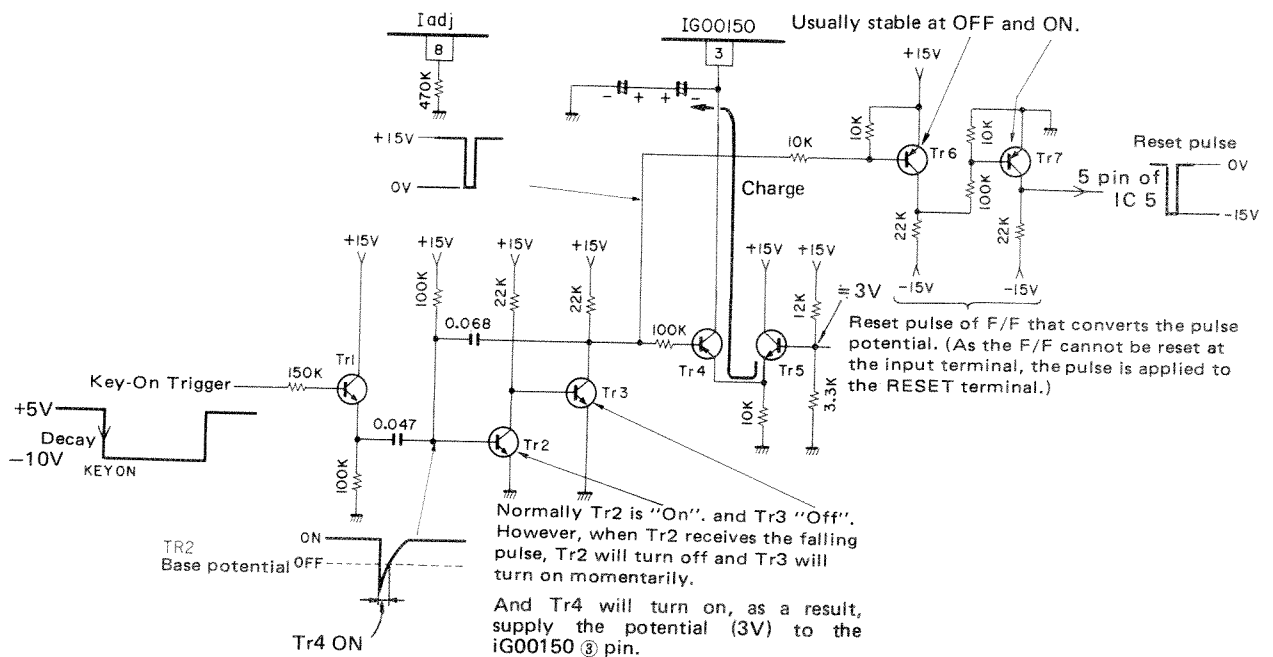 Iadj
8
470K
IG00150
3
Usually stable at OFF and ON.
+15V
- + + -
10K
10K
Tr6
10K
100K
Tr7
Reset pulse
0V
-15V
5 pin of
IC 5
22K
22K
-15V
-15V
+15V
0V
Charge
+15V
+15V
+15V
+15V
+15V
+15V
100K
22K
22K
12K
≒3V
0.068
100K
Tr4
Tr5
10K
3.3K
Reset pulse of F/F that converts the pulse
potential. (As the F/F cannot be reset at
the input terminal, the pulse is applied to
the RESET terminal.)
Key-On Trigger
150K
Tr1
Tr3
+5V
Decay
-10V
KEY ON
0.047
Tr2
100K
Normally Tr2 is "On". and Tr3 "Off".
However, when Tr2 receives the falling
pulse, Tr2 will turn off and Tr3 will
turn on momentarily.
And Tr4 will turn on, as a result,
supply the potential (3V) to the
iG00150 ③ pin.
TR2
Base potential
ON
OFF
Tr4 ON